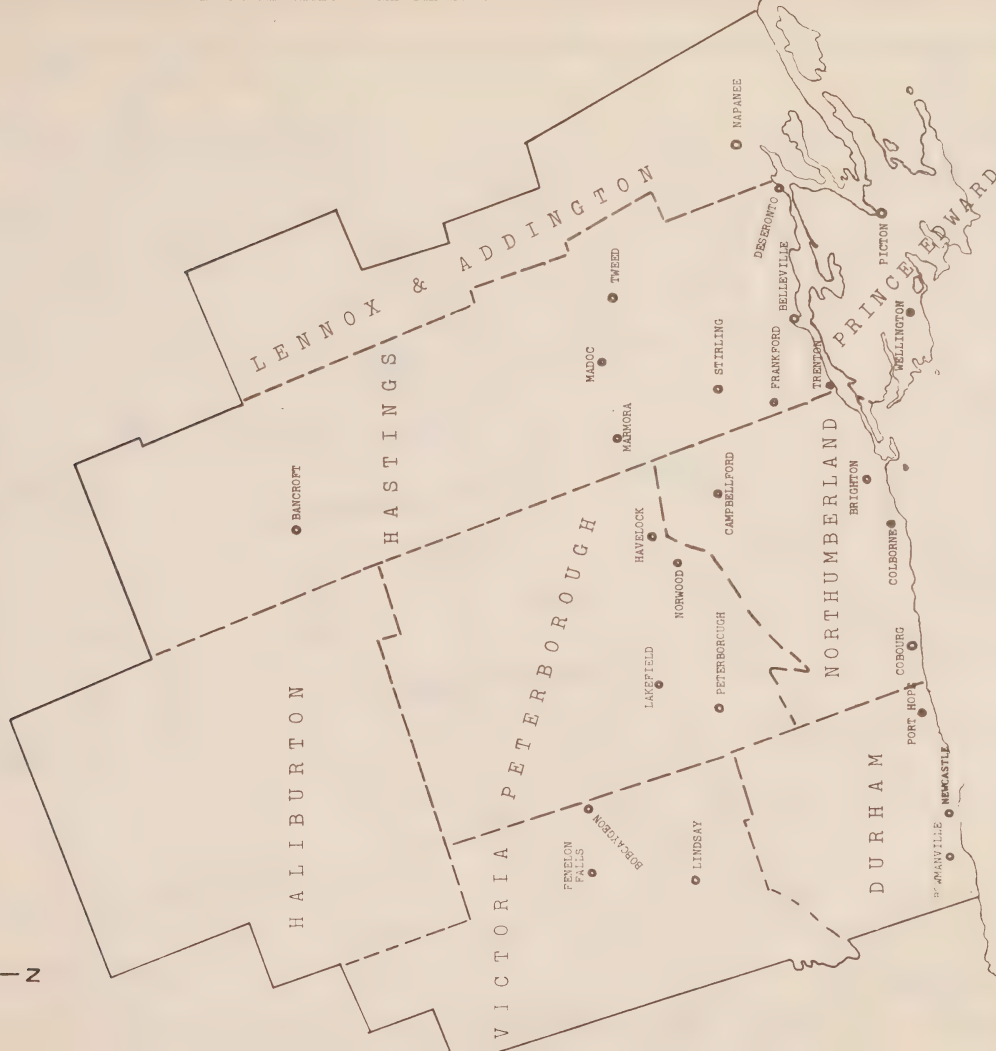 LENNOX & ADDINGTON
NAPANEE
DESERONTO
BELLEVILLE
PICTON
PRINCE EDWARD
WELLINGTON
TRENTON
FRANKFORD
STIRLING
TWEED
MADOC
MARMORA
HASTINGS
BANCROFT
CAMPBELLFORD
NORTHUMBERLAND
BRIGHTON
COLBORNE
COBOURG
HAVELOCK
NORWOOD
PETERBOROUGH
LAKEFIELD
PETERBOROUGH
HALIBURTON
PORT HOPE
NEWCASTLE
DURHAM
VICTORIA
BOBCAYGEON
FENELON
FALLS
LINDSAY
N